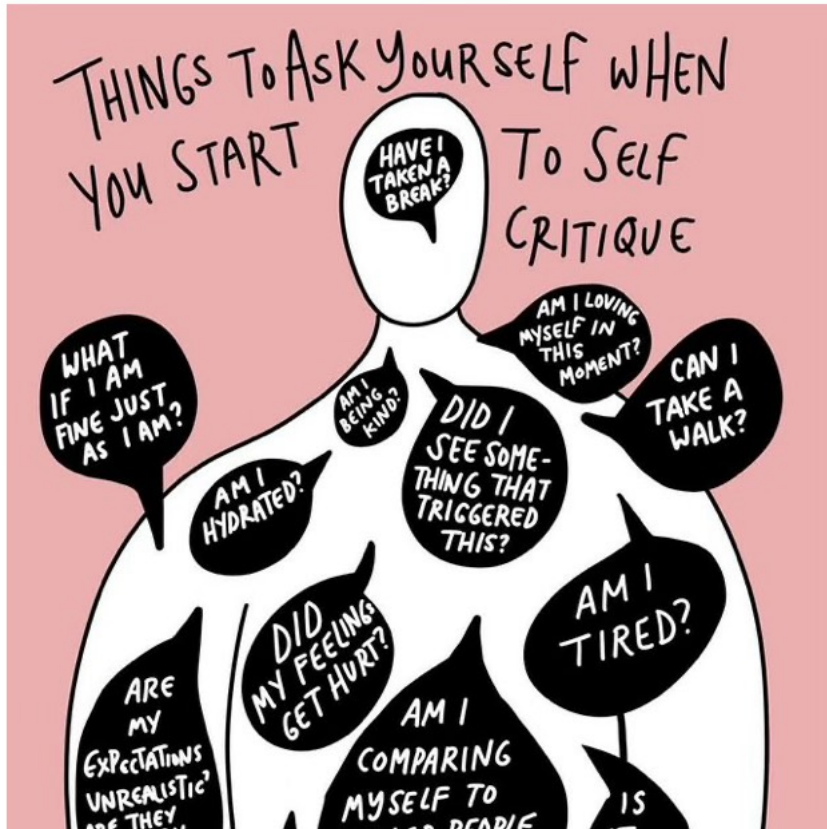 THINGS TO ASK YOURSELF WHEN
YOU START TO SELF
CRITIQUE
HAVE I
TAKEN A
BREAK?
AM I LOVING
MYSELF IN
THIS
MOMENT?
WHAT
IF I AM
FINE JUST
AS I AM?
CAN I
TAKE A
WALK?
AM I
BEING
KIND?
DID I
SEE SOME-
THING THAT
TRIGGERED
THIS?
AM I
HYDRATED?
AM I
TIRED?
DID
MY FEELINGS
GET HURT?
ARE
MY
EXPECTATIONS
UNREALISTIC?
ARE THEY
AM I
COMPARING
MYSELF TO
PEOPLE
IS